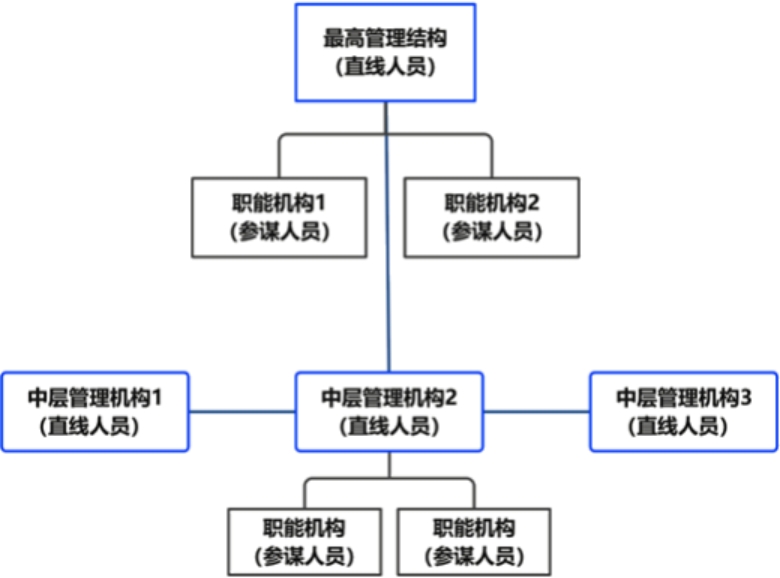 最高管理结构
（直线人员）
职能机构1
（参谋人员）
职能机构2
（参谋人员）
中层管理机构1
（直线人员）
中层管理机构2
（直线人员）
中层管理机构3
（直线人员）
职能机构
（参谋人员）
职能机构
（参谋人员）